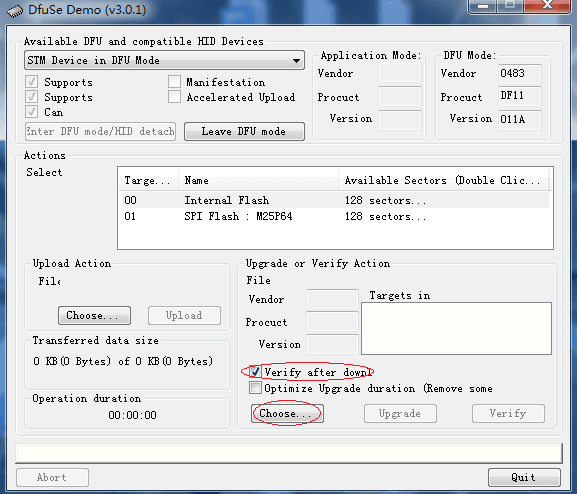 DfuSe Demo (v3.0.1)
Available DFU and compatible HID Devices
STM Device in DFU Mode
Supports
Manifestation
Supports
Accelerated Upload
Can
Enter DFU mode/HID detach
Leave DFU mode
Application Mode:
Vendor
Procuct
Version
DFU Mode:
Vendor 0483
Procuct DF11
Version 011A
Actions
Select
Targe... Name Available Sectors (Double Clic...
00 Internal Flash 128 sectors...
01 SPI Flash : M25P64 128 sectors...
Upload Action
File
Choose... Upload
Transferred data size
0 KB(0 Bytes) of 0 KB(0 Bytes)
Operation duration
00:00:00
Upgrade or Verify Action
File
Vendor
Targets in
Procuct
Version
Verify after downl
Optimize Upgrade duration (Remove some
Choose... Upgrade Verify
Abort Quit